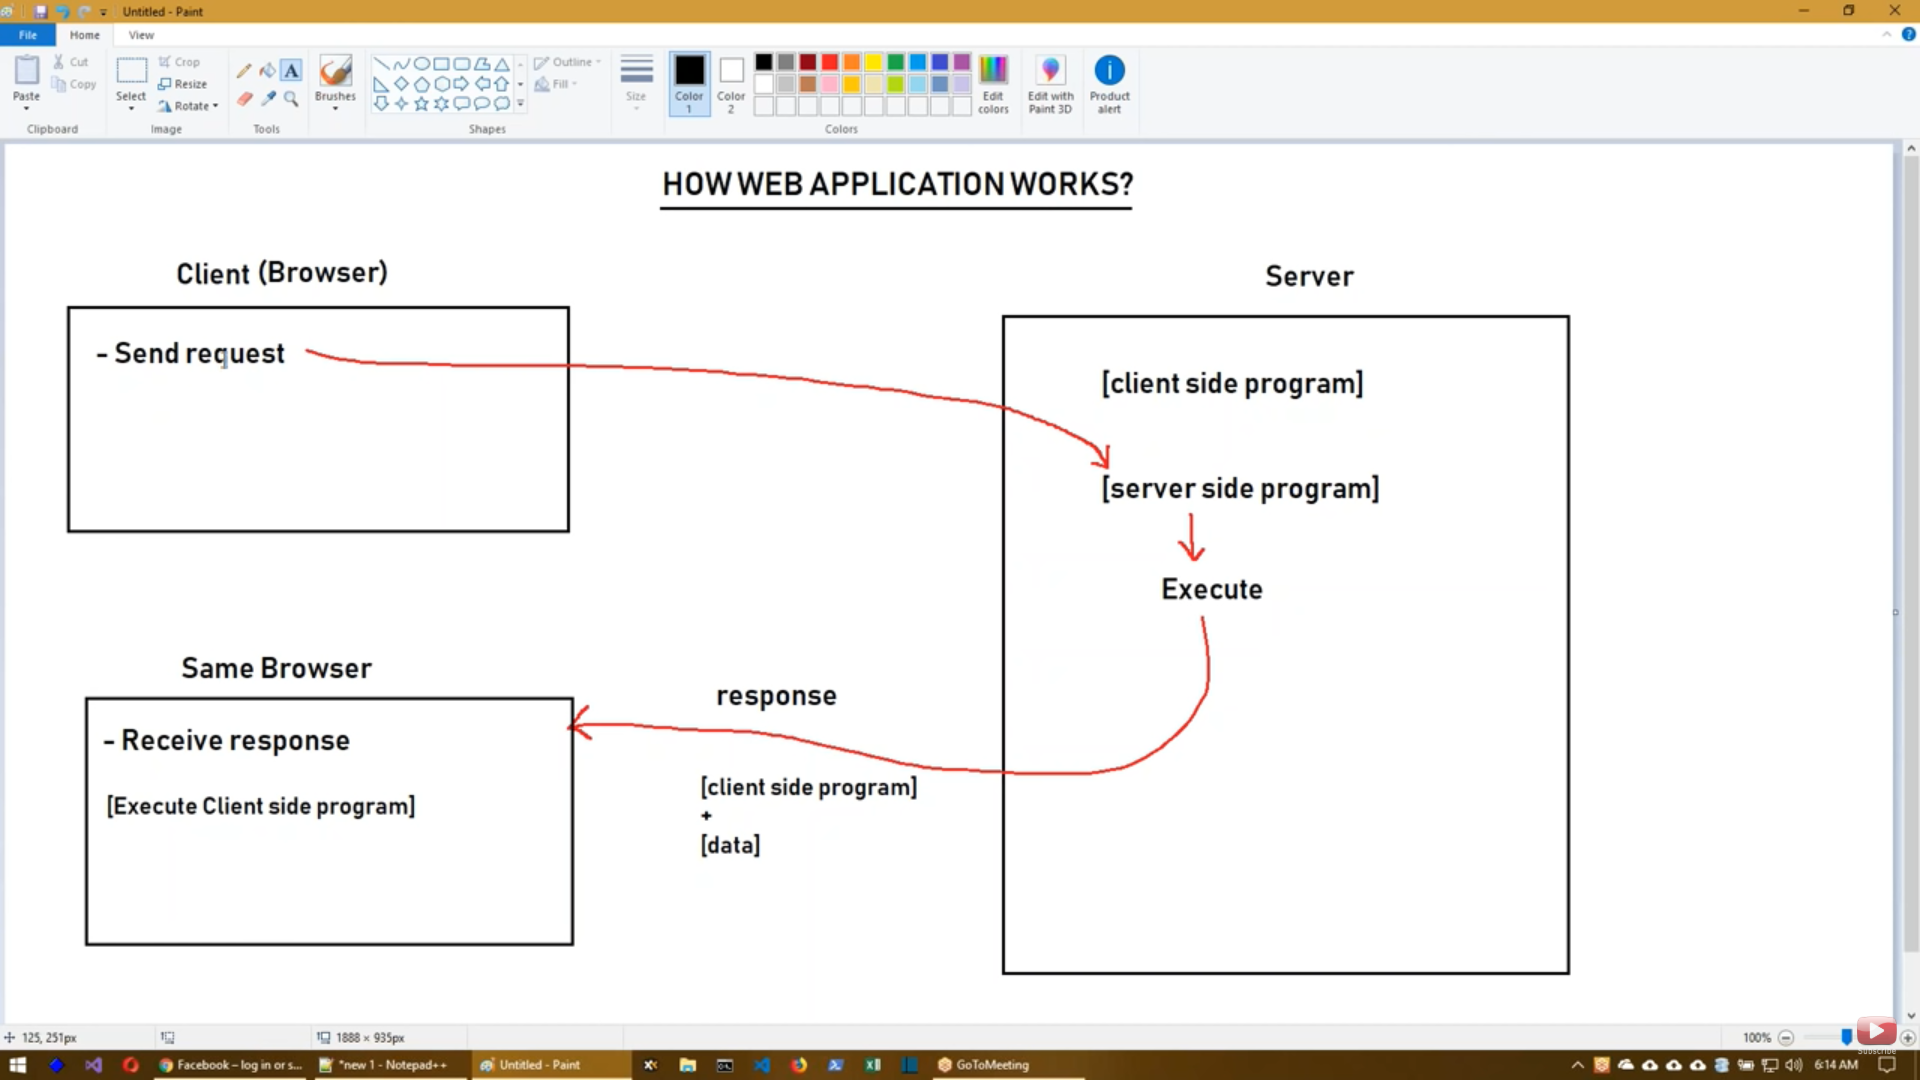 Untitled - Paint
File Home View
Paste
Cut
Copy
Clipboard
Select
Crop
Resize
Rotate
Image
A
Tools
Brushes
Outline
Fill
Shapes
Size
Color 1
Color 2
Edit colors
Colors
Edit with Paint 3D
Product alert
HOW WEB APPLICATION WORKS?
Client (Browser)
- Send request
Server
[client side program]
[server side program]
Execute
Same Browser
- Receive response
[Execute Client side program]
response
[client side program]
+
[data]
125, 251px
1888 × 935px
100%
Subscribe
Facebook – log in or s...
*new 1 - Notepad++
Untitled - Paint
GoToMeeting
6:14 AM